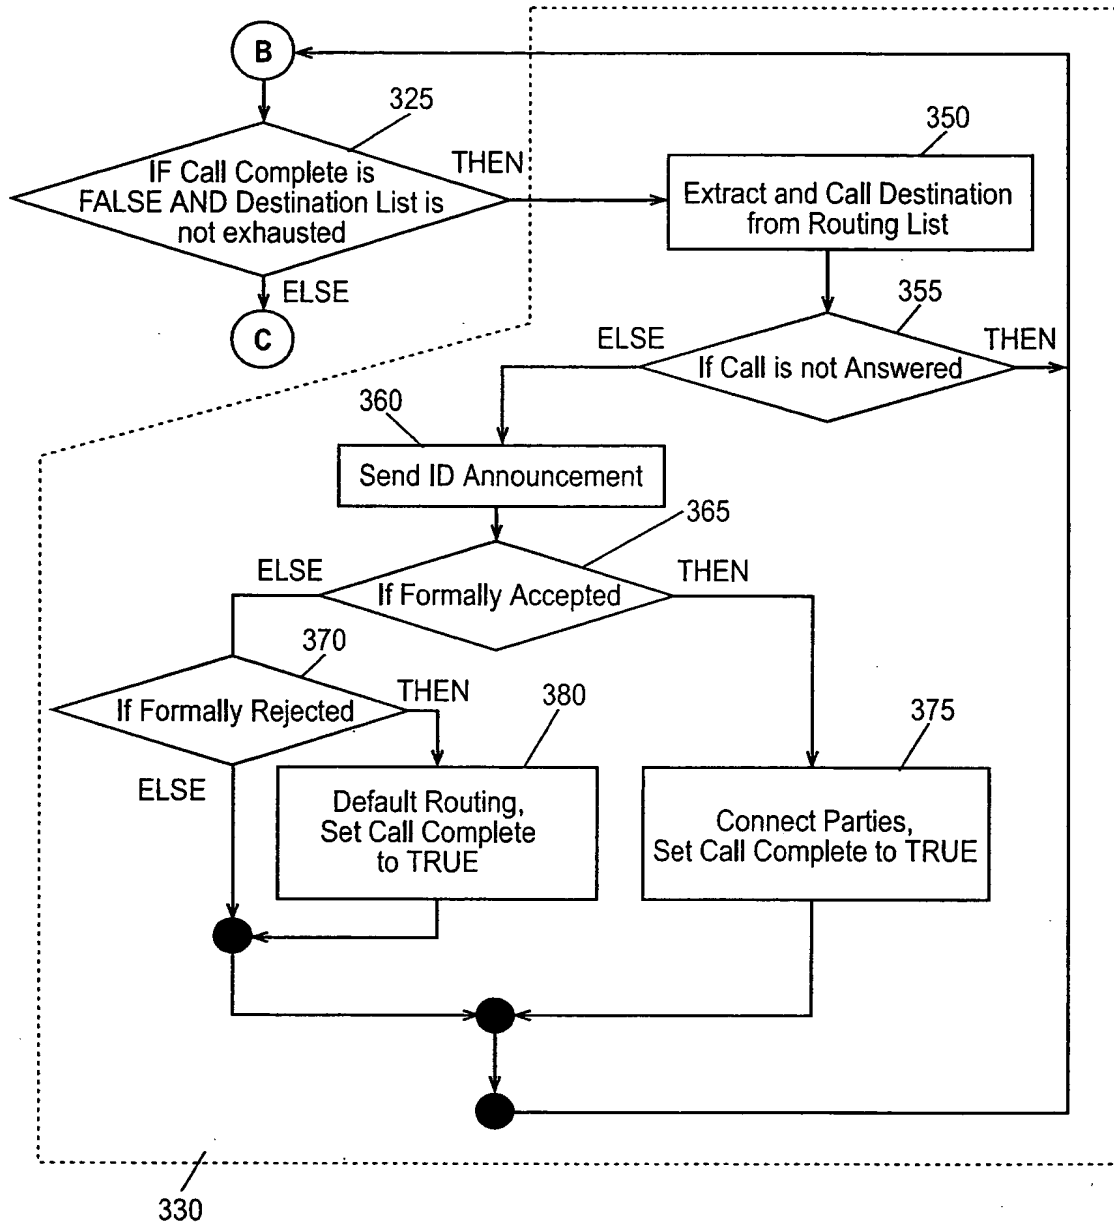 B
325
IF Call Complete is
FALSE AND Destination List is
not exhausted
THEN
ELSE
C
350
Extract and Call Destination
from Routing List
355
If Call is not Answered
ELSE
THEN
360
Send ID Announcement
365
If Formally Accepted
ELSE
THEN
370
If Formally Rejected
THEN
ELSE
380
Default Routing,
Set Call Complete
to TRUE
375
Connect Parties,
Set Call Complete to TRUE
330